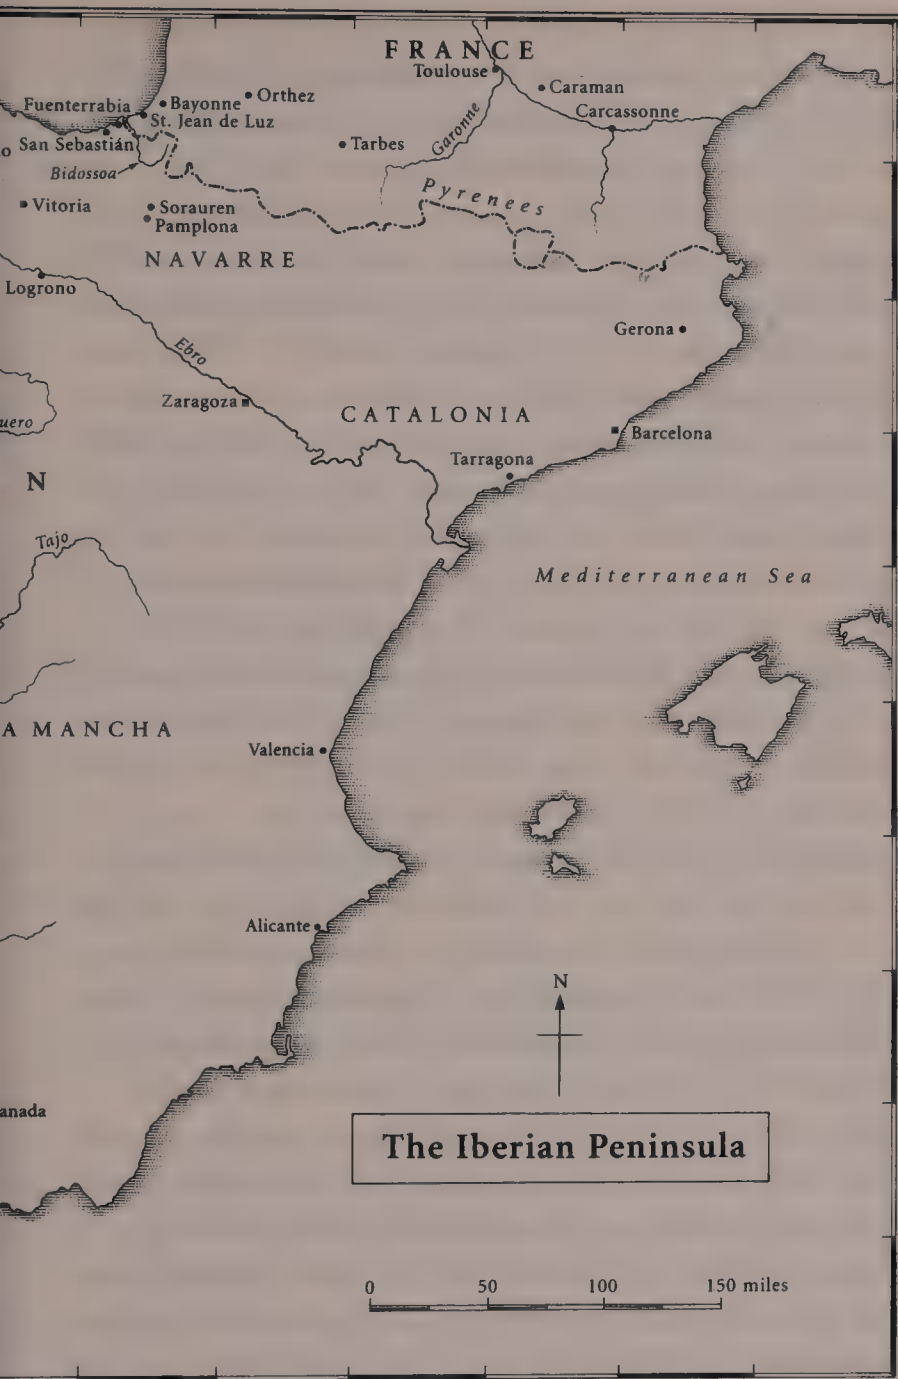 FRANCE
Toulouse
Caraman
Carcassonne
Garonne
Orthez
Bayonne
Fuenterrabia
St. Jean de Luz
o San Sebastián
Tarbes
Bidossoa
Pyrenees
Vitoria
Sorauren
Pamplona
NAVARRE
Logrono
Gerona
Ebro
Zaragoza
CATALONIA
uero
Barcelona
Tarragona
N
Tajo
Mediterranean Sea
A MANCHA
Valencia
Alicante
N
anada
The Iberian Peninsula
0 50 100 150 miles